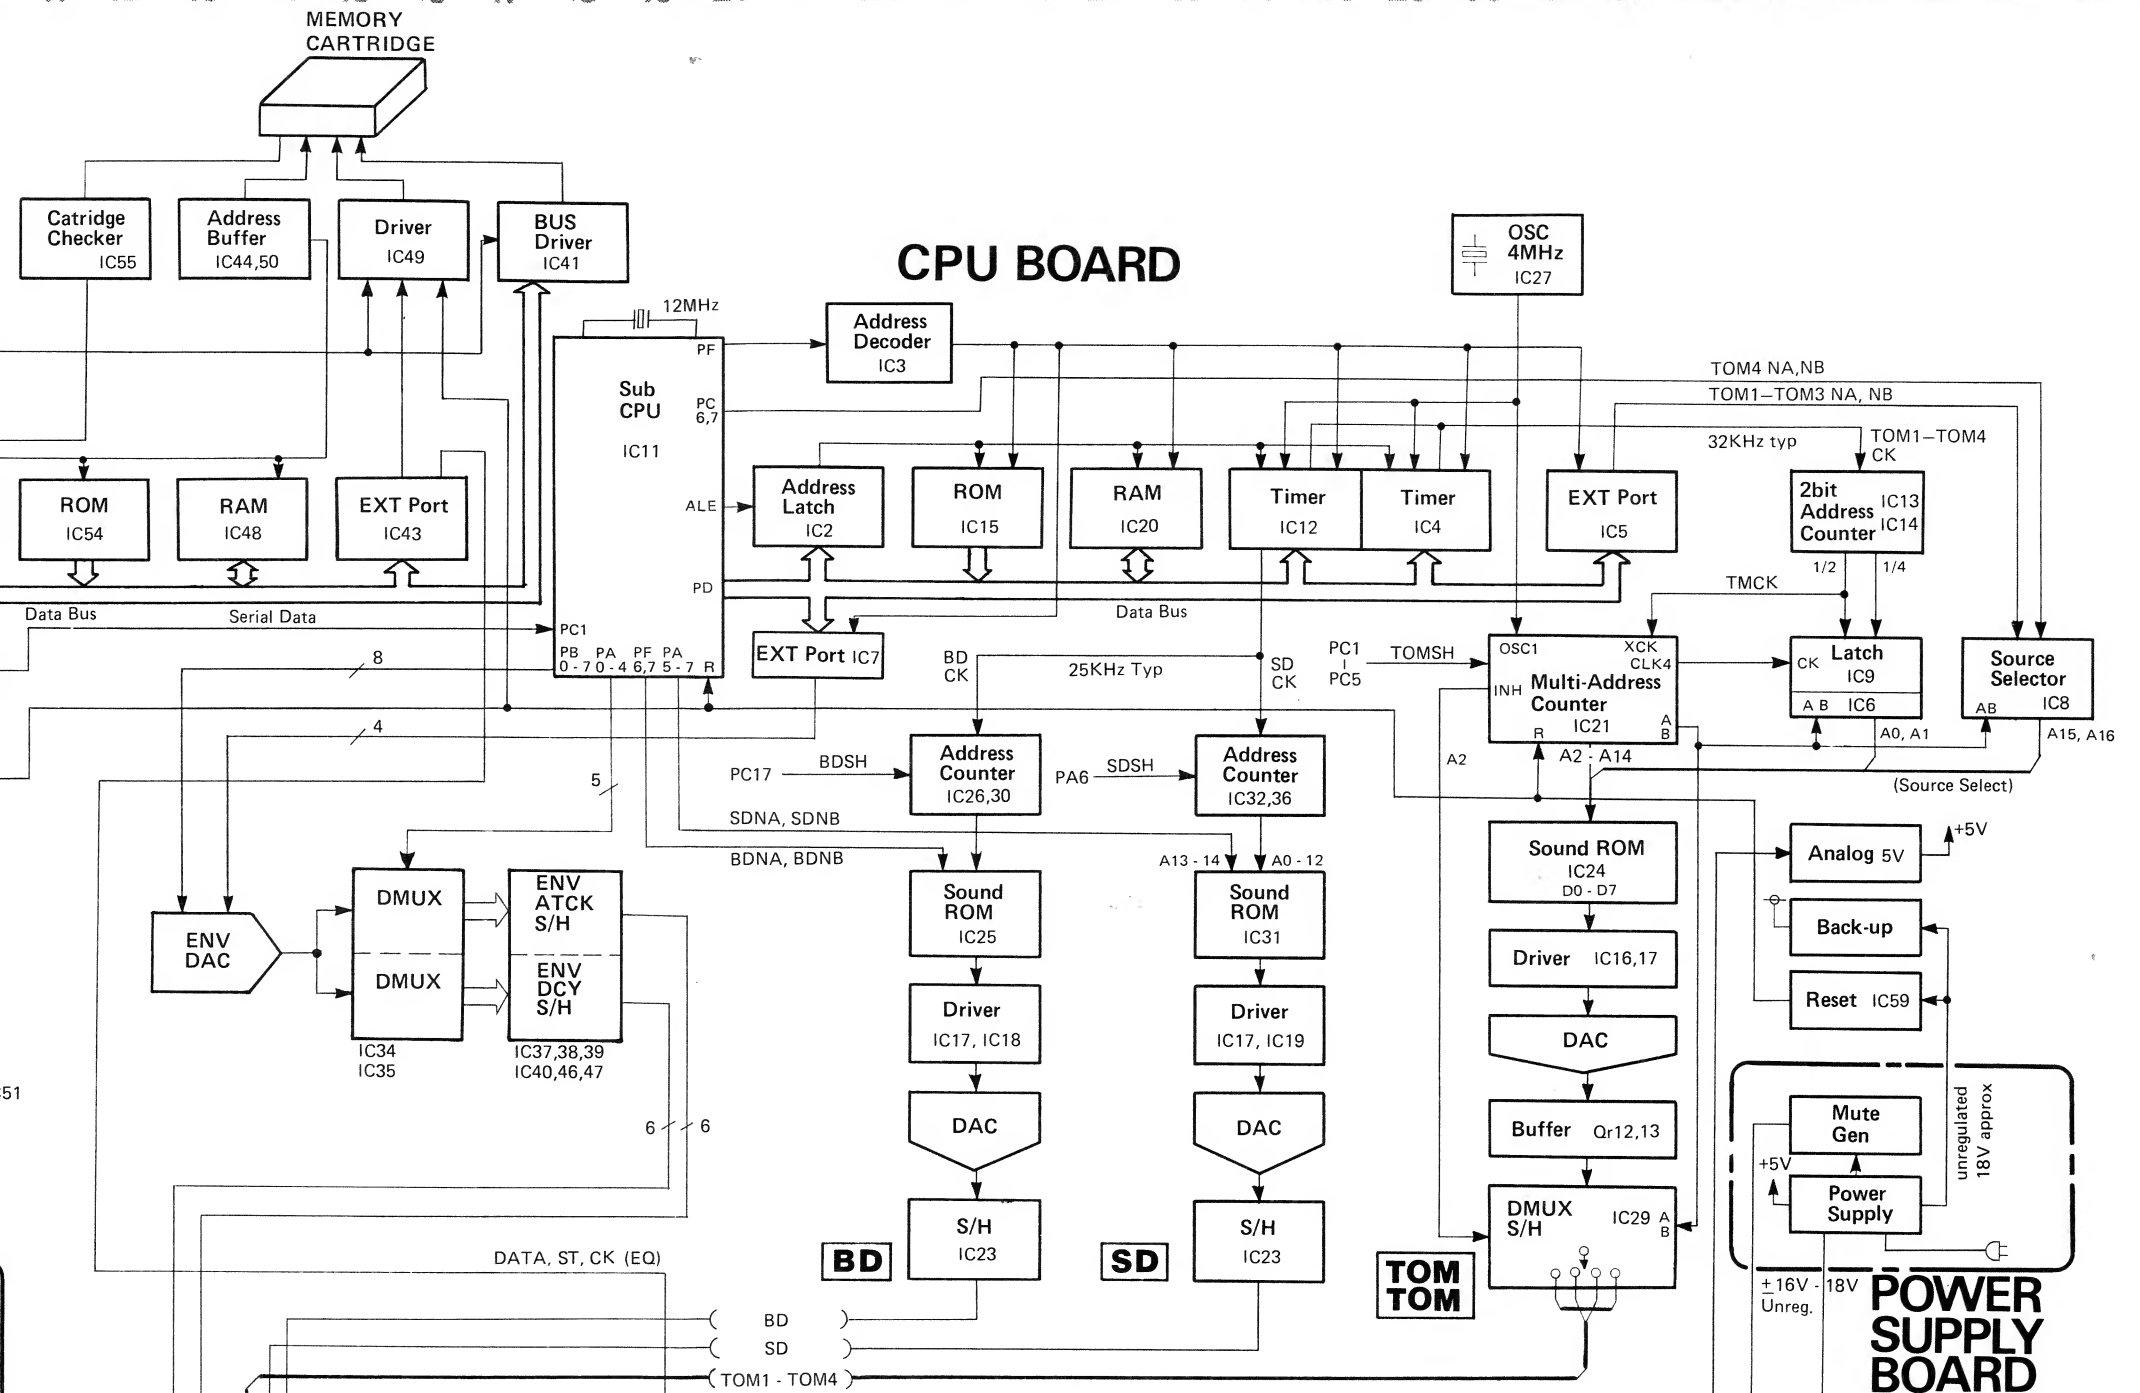 MEMORY
CARTRIDGE
Catridge
Checker
IC55
Address
Buffer
IC44,50
Driver
IC49
BUS
Driver
IC41
CPU BOARD
OSC
4MHz
IC27
12MHz
Sub
CPU
IC11
PF
PC
6,7
ALE
PD
PC1
PB
0 - 7
PA
0 - 4
PF
6,7
PA
5 - 7
R
Address
Decoder
IC3
TOM4 NA,NB
TOM1–TOM3 NA, NB
32KHz typ
TOM1–TOM4
CK
ROM
IC54
RAM
IC48
EXT Port
IC43
Address
Latch
IC2
ROM
IC15
RAM
IC20
Timer
IC12
Timer
IC4
EXT Port
IC5
2bit
Address
Counter
IC13
IC14
1/2
1/4
TMCK
Data Bus
Serial Data
Data Bus
8
4
EXT Port IC7
BD
CK
25KHz Typ
SD
CK
PC1
PC5
TOMSH
OSC1
XCK
CLK4
INH
Multi-Address
Counter
IC21
R
A
B
CK
Latch
IC9
A B
IC6
Source
Selector
IC8
AB
A0, A1
A15, A16
A2
A2 - A14
(Source Select)
5
PC17
BDSH
Address
Counter
IC26,30
PA6
SDSH
Address
Counter
IC32,36
SDNA, SDNB
BDNA, BDNB
A13 - 14
A0 - 12
Sound ROM
IC24
D0 - D7
Analog 5V
+5V
Back-up
Reset IC59
ENV
DAC
DMUX
DMUX
IC34
IC35
ENV
ATCK
S/H
ENV
DCY
S/H
IC37,38,39
IC40,46,47
Sound
ROM
IC25
Sound
ROM
IC31
Driver IC16,17
Driver
IC17, IC18
Driver
IC17, IC19
DAC
C51
6
6
DAC
DAC
Buffer Qr12,13
Mute
Gen
+5V
Power
Supply
unregulated
18V approx
S/H
IC23
S/H
IC23
DMUX
S/H
IC29
A
B
BD
SD
TOM
TOM
DATA, ST, CK (EQ)
BD
SD
TOM1 - TOM4
±16V - 18V
Unreg.
POWER
SUPPLY
BOARD